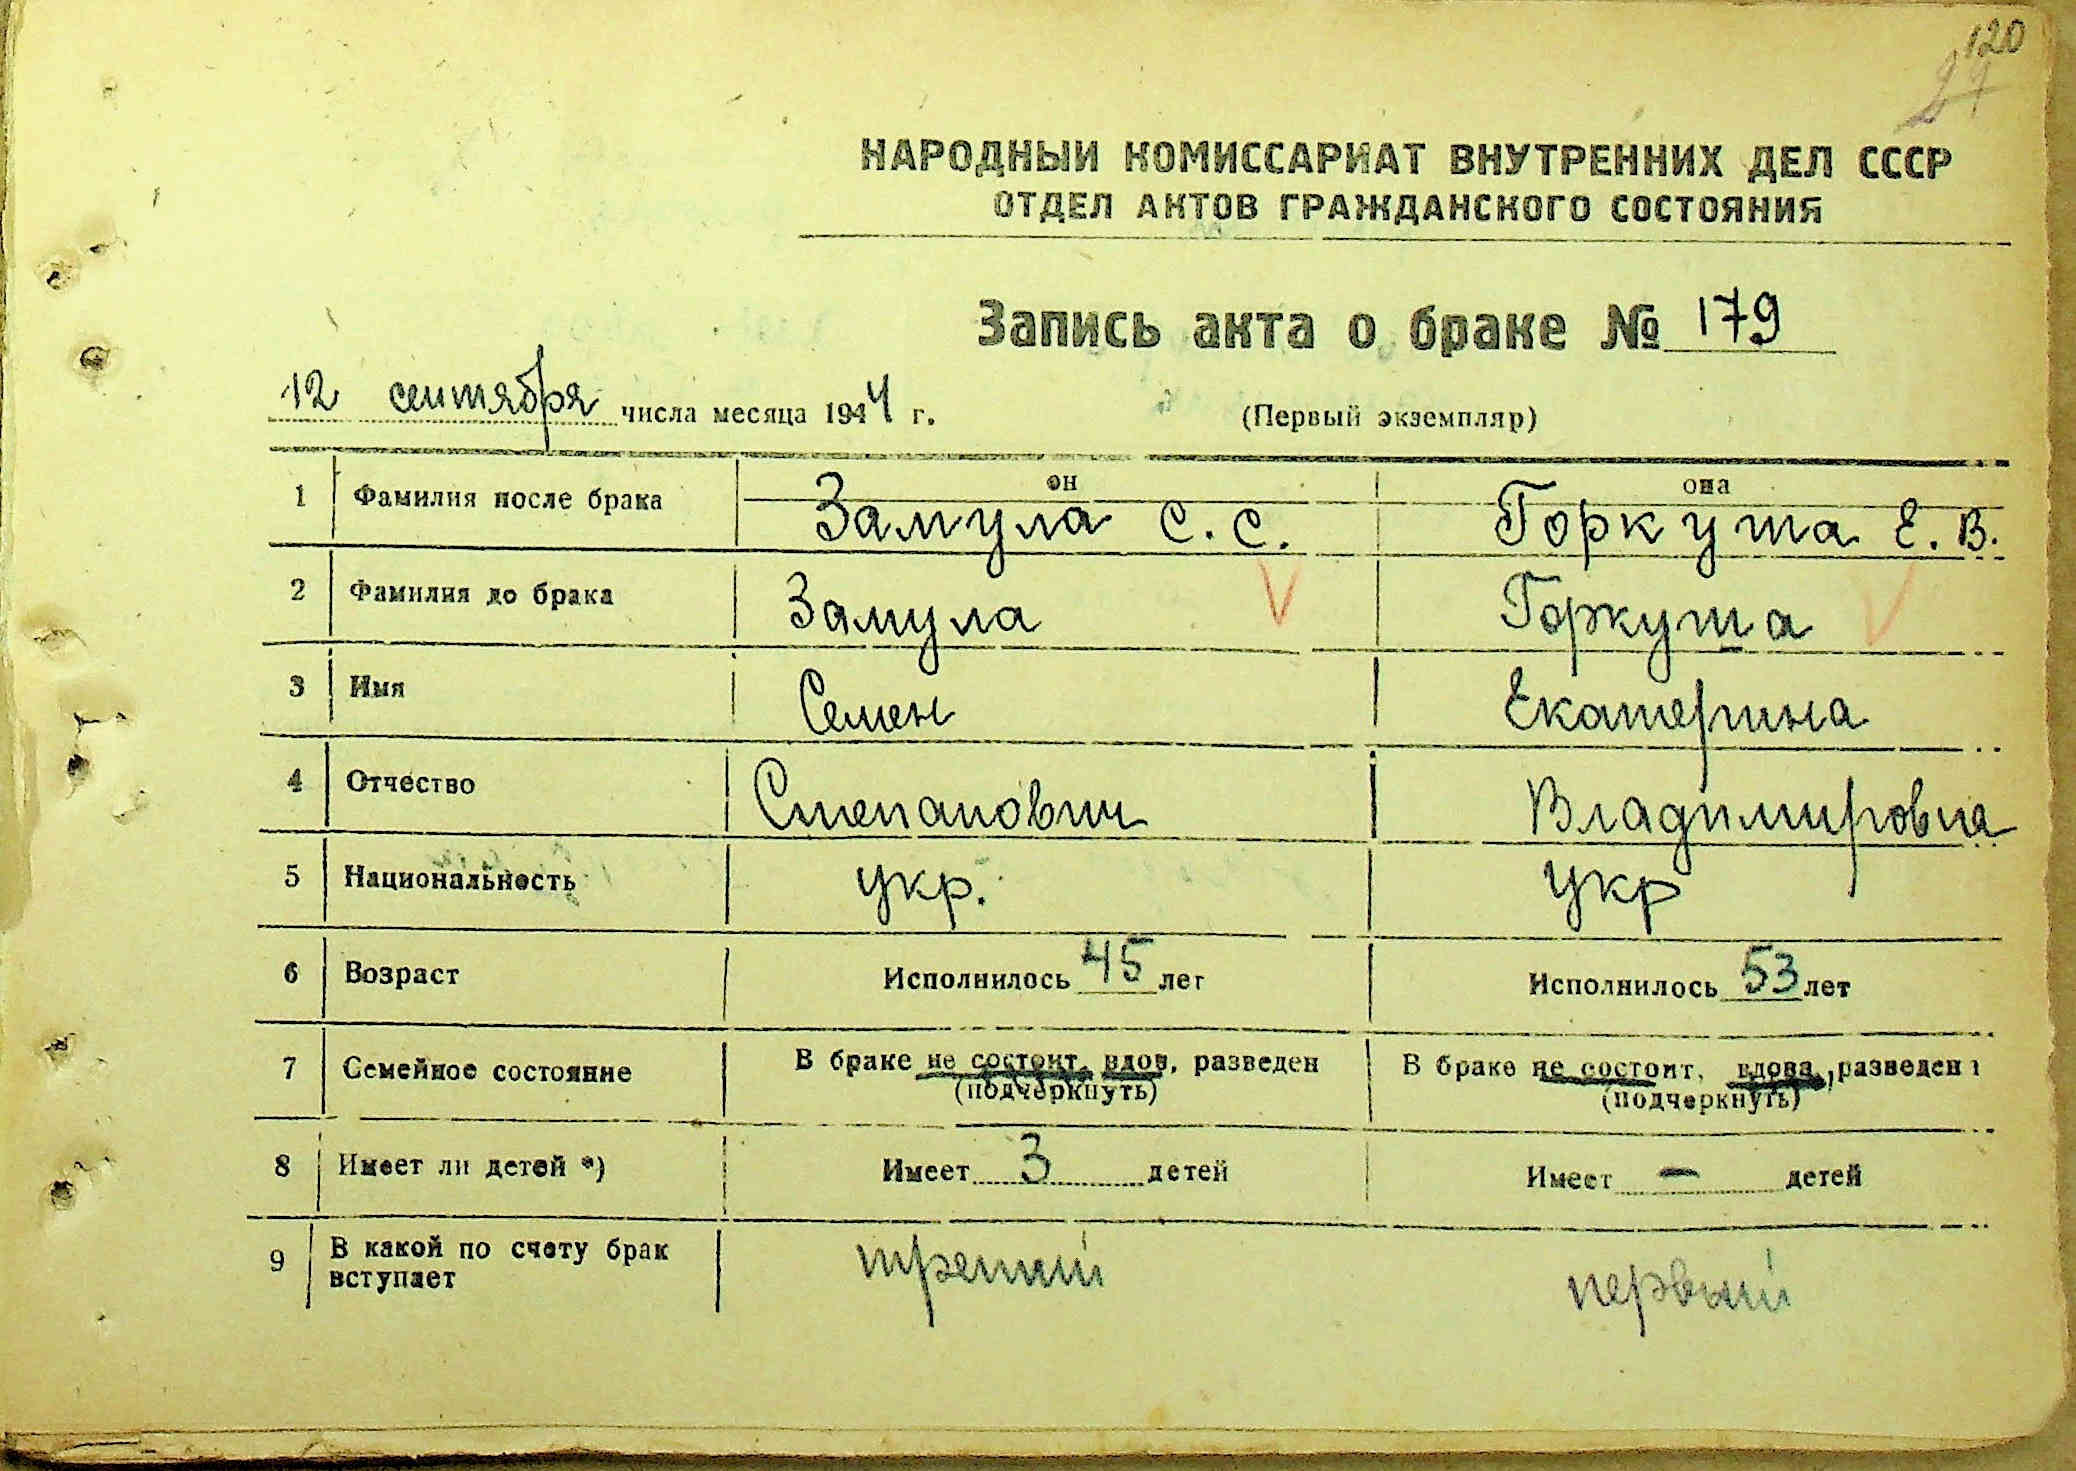 120
27
НАРОДНЫЙ КОМИССАРИАТ ВНУТРЕННИХ ДЕЛ СССР
ОТДЕЛ АКТОВ ГРАЖДАНСКОГО СОСТОЯНИЯ
Запись акта о браке № 179
12 сентября числа месяца 1944 г. (Первый экземпляр)
он она
1 Фамилия после брака Замула С. С. Горкуша Е. В.
2 Фамилия до брака Замула Горкуша
3 Имя Семен Екатерина
4 Отчество Степанович Владимировна
5 Национальность укр. укр
6 Возраст Исполнилось 45 лет Исполнилось 53 лет
7 Семейное состояние В браке не состоит, вдов, разведен В браке не состоит, вдова, разведена
(подчеркнуть) (подчеркнуть)
8 Имеет ли детей *) Имеет 3 детей Имеет — детей
9 В какой по счету брак вступает третий первый